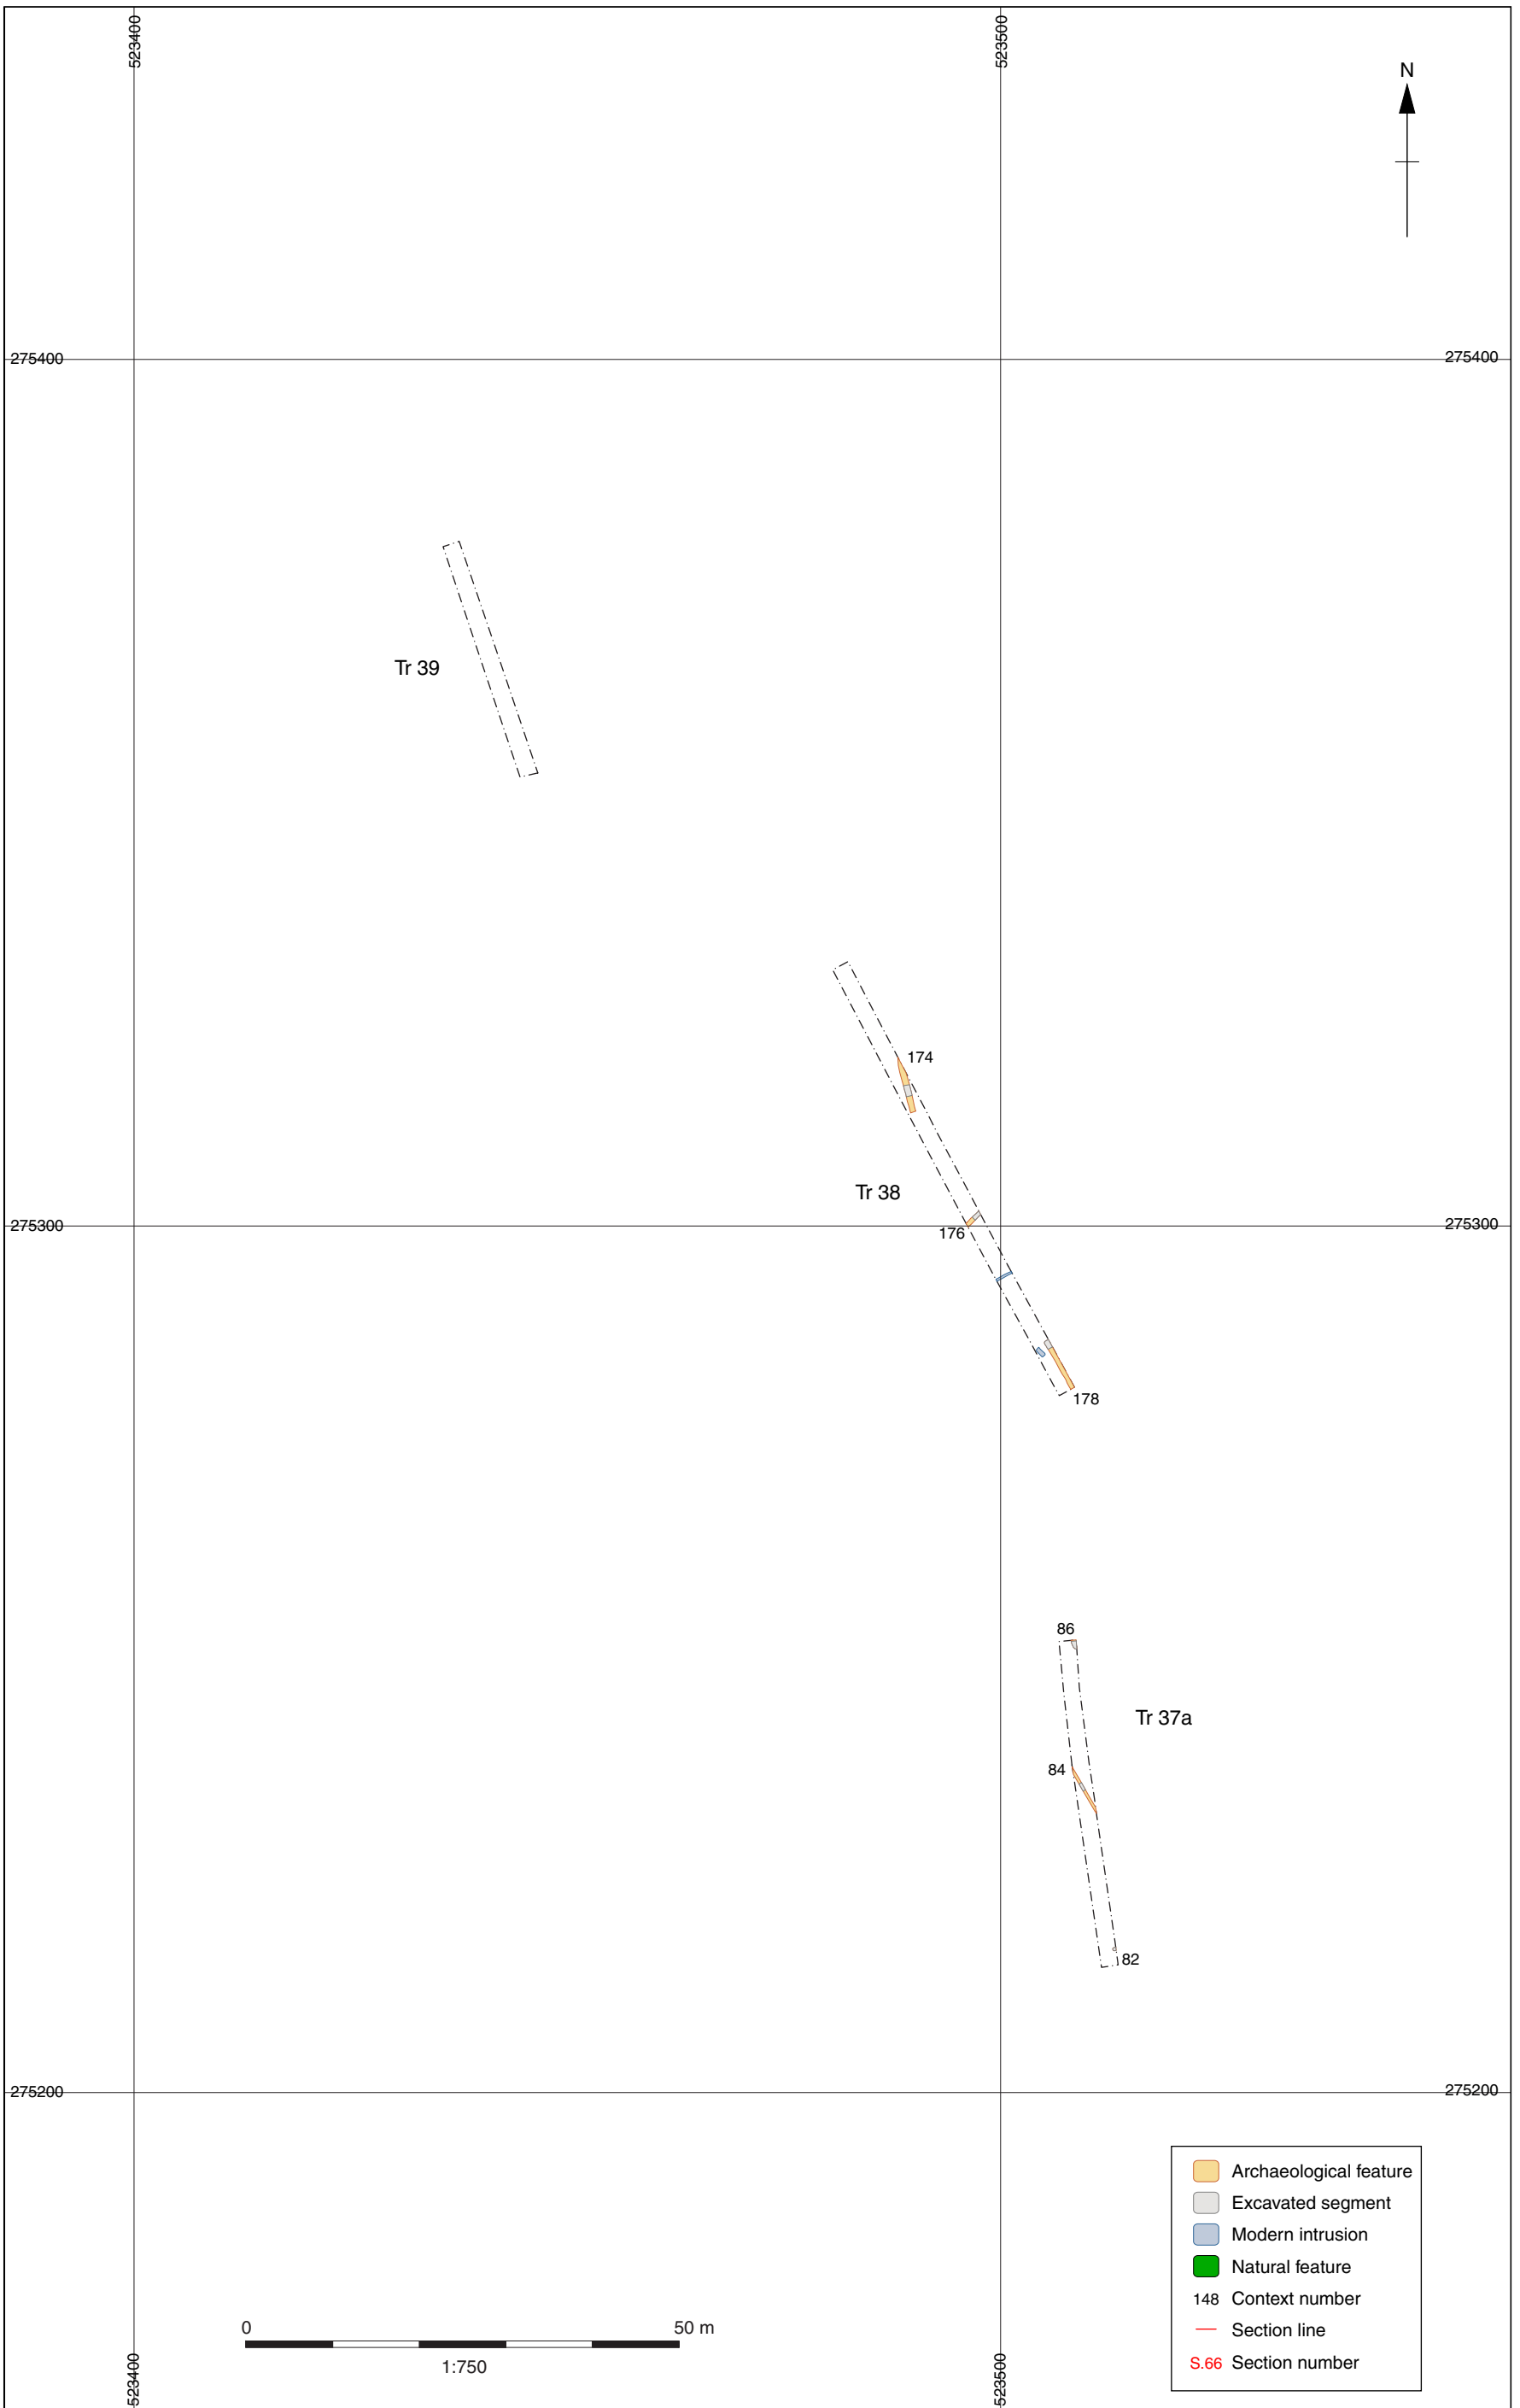 523400
523500
N
275400
275400
Tr 39
174
Tr 38
275300
275300
176
178
86
Tr 37a
84
82
275200
275200
Archaeological feature
Excavated segment
Modern intrusion
Natural feature
148 Context number
Section line
S.66 Section number
0 50 m
1:750
523400
523500